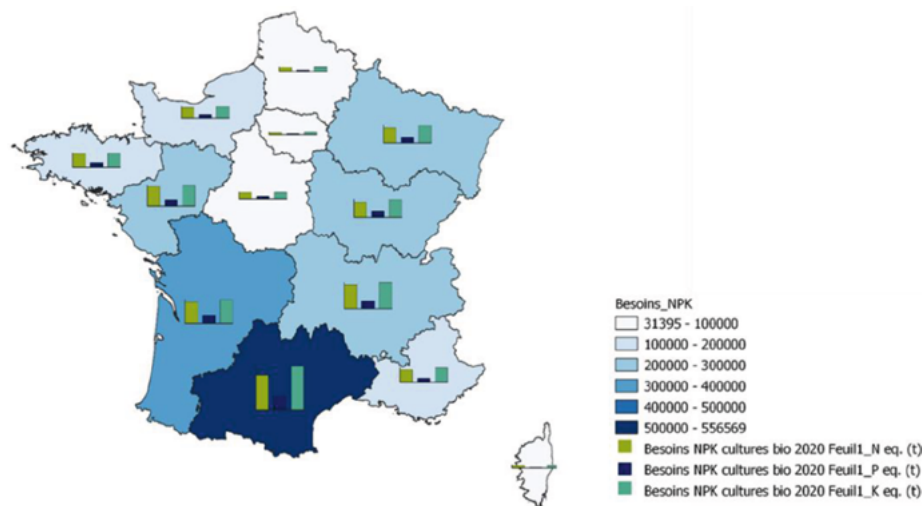 Besoins_NPK
31395 - 100000
100000 - 200000
200000 - 300000
300000 - 400000
400000 - 500000
500000 - 556569
Besoins NPK cultures bio 2020 Feuil1_N eq. (t)
Besoins NPK cultures bio 2020 Feuil1_P eq. (t)
Besoins NPK cultures bio 2020 Feuil1_K eq. (t)